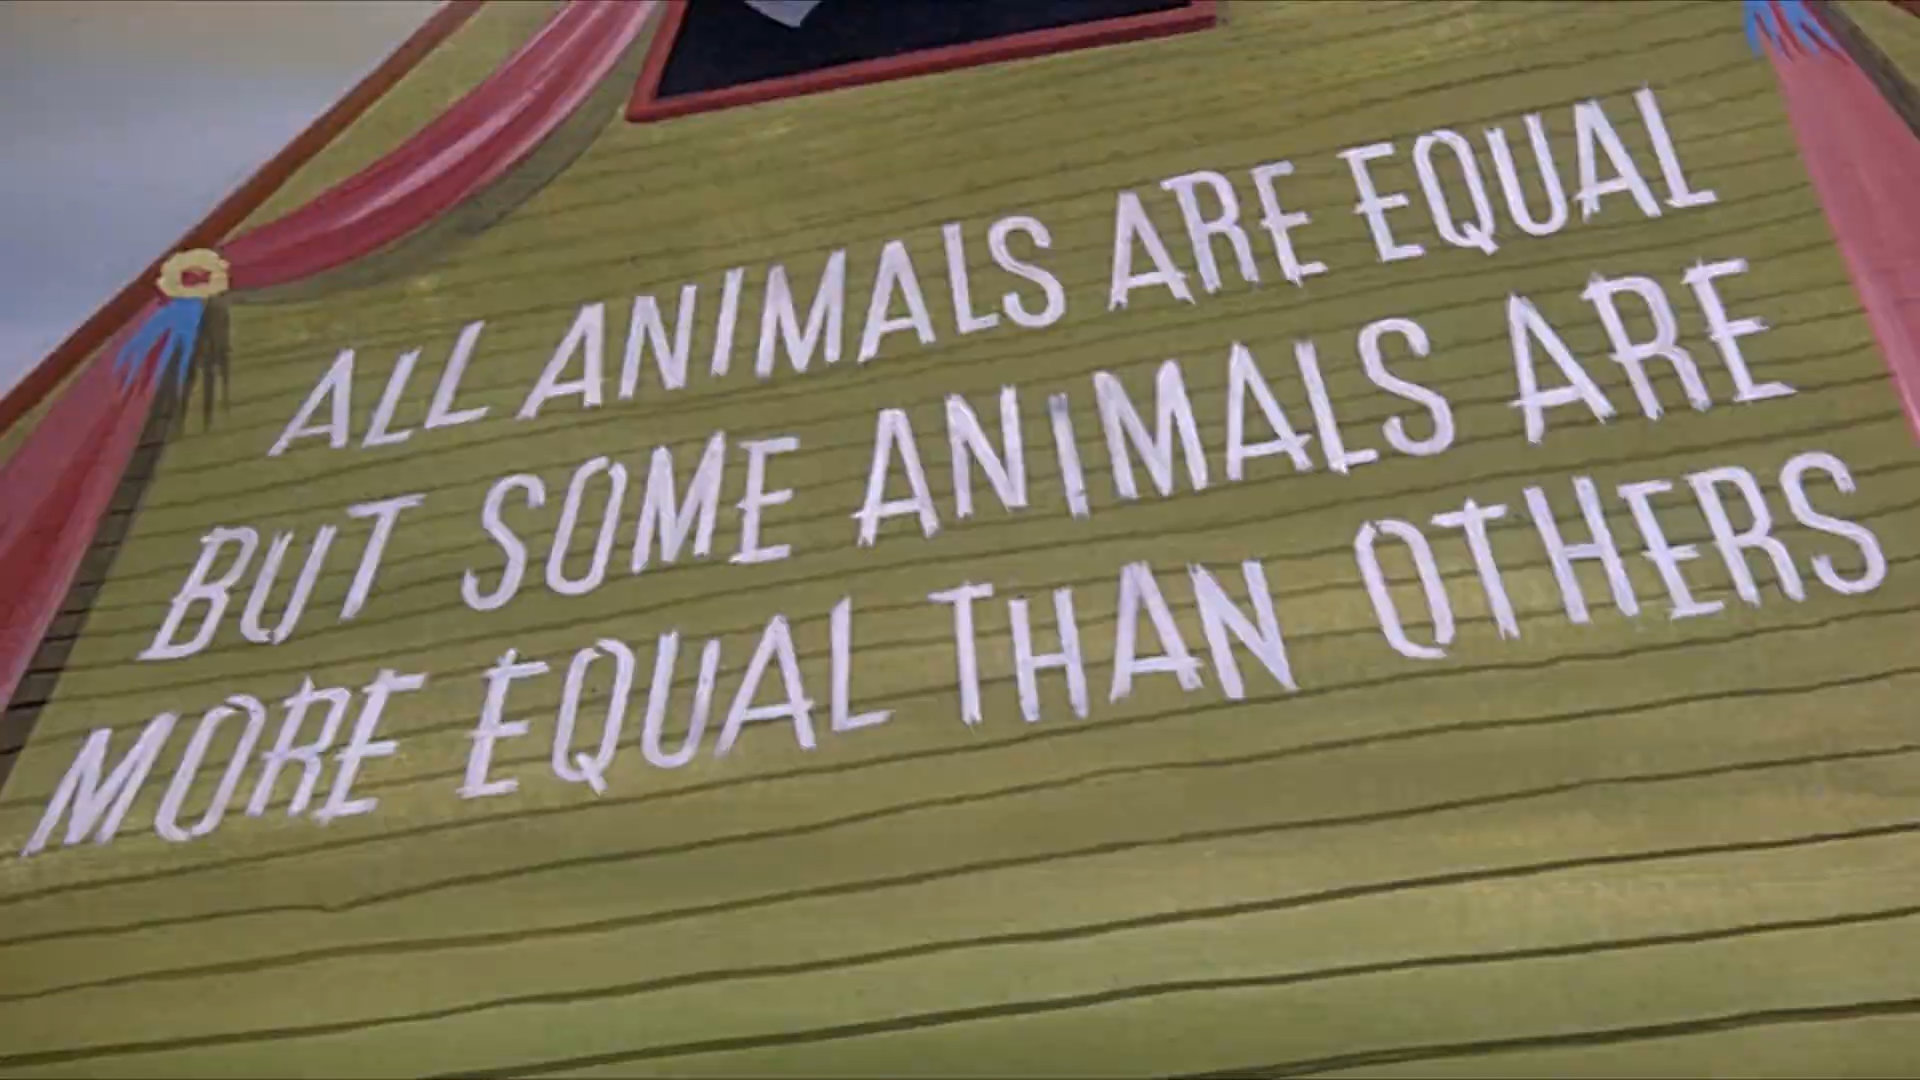 ALL ANIMALS ARE EQUAL
BUT SOME ANIMALS ARE
MORE EQUAL THAN OTHERS